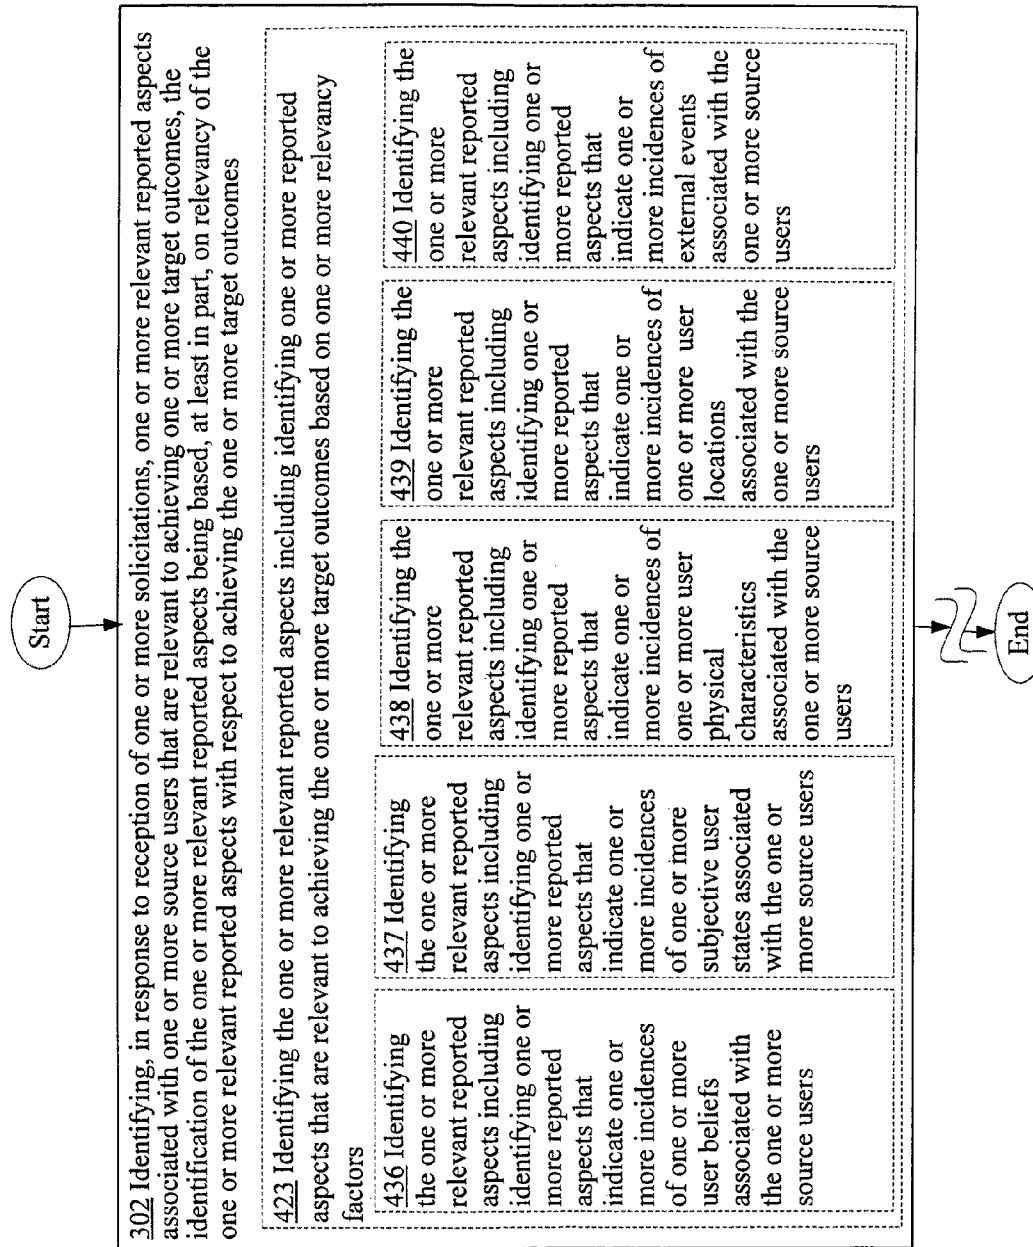 Start
302 Identifying, in response to reception of one or more solicitations, one or more relevant reported aspects
associated with one or more source users that are relevant to achieving one or more target outcomes, the
identification of the one or more relevant reported aspects being based, at least in part, on relevancy of the
one or more relevant reported aspects with respect to achieving the one or more target outcomes
423 Identifying the one or more relevant reported aspects including identifying one or more reported
aspects that are relevant to achieving the one or more target outcomes based on one or more relevancy
factors
436 Identifying
the one or more
relevant reported
aspects including
identifying one or
more reported
aspects that
indicate one or
more incidences
of one or more
user beliefs
associated with
the one or more
source users
437 Identifying
the one or more
relevant reported
aspects including
identifying one or
more reported
aspects that
indicate one or
more incidences
of one or more
subjective user
states associated
with the one or
more source users
438 Identifying the
one or more
relevant reported
aspects including
identifying one or
more reported
aspects that
indicate one or
more incidences of
one or more user
physical
characteristics
associated with the
one or more source
users
439 Identifying the
one or more
relevant reported
aspects including
identifying one or
more reported
aspects that
indicate one or
more incidences of
one or more user
locations
associated with the
one or more source
users
440 Identifying the
one or more
relevant reported
aspects including
identifying one or
more reported
aspects that
indicate one or
more incidences of
external events
associated with the
one or more source
users
End